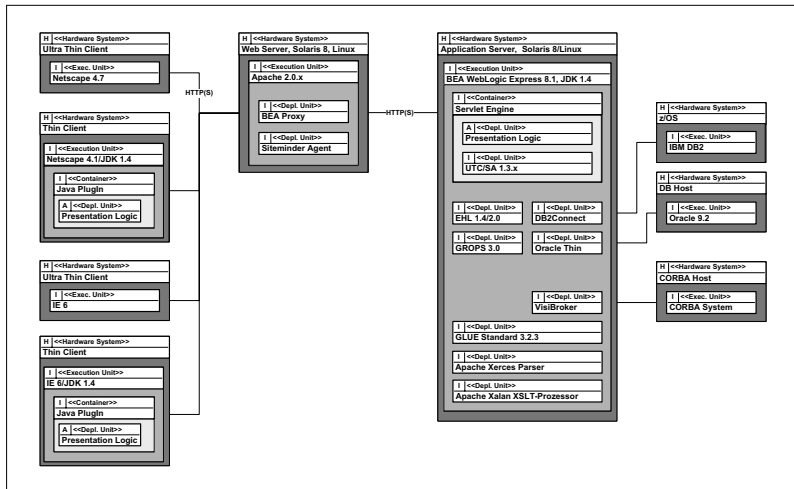 H <<Hardware System>>
Ultra Thin Client
I <<Exec. Unit>>
Netscape 4.7
H <<Hardware System>>
Thin Client
I <<Execution Unit>>
Netscape 4.1/JDK 1.4
I <<Container>>
Java PlugIn
A <<Depl. Unit>>
Presentation Logic
H <<Hardware System>>
Ultra Thin Client
I <<Exec. Unit>>
IE 6
H <<Hardware System>>
Thin Client
I <<Execution Unit>>
IE 6/JDK 1.4
I <<Container>>
Java PlugIn
A <<Depl. Unit>>
Presentation Logic
HTTP(S)
H <<Hardware System>>
Web Server, Solaris 8, Linux
I <<Execution Unit>>
Apache 2.0.x
I <<Depl. Unit>>
BEA Proxy
I <<Depl. Unit>>
Siteminder Agent
HTTP(S)
H <<Hardware System>>
Application Server, Solaris 8/Linux
I <<Execution Unit>>
BEA WebLogic Express 8.1, JDK 1.4
I <<Container>>
Servlet Engine
A <<Depl. Unit>>
Presentation Logic
I <<Depl. Unit>>
UTC/SA 1.3.x
I <<Depl. Unit>>
EHL 1.4/2.0
I <<Depl. Unit>>
DB2Connect
I <<Depl. Unit>>
GROPS 3.0
I <<Depl. Unit>>
Oracle Thin
I <<Depl. Unit>>
VisiBroker
I <<Depl. Unit>>
GLUE Standard 3.2.3
I <<Depl. Unit>>
Apache Xerces Parser
I <<Depl. Unit>>
Apache Xalan XSLT-Prozessor
H <<Hardware System>>
z/OS
I <<Exec. Unit>>
IBM DB2
H <<Hardware System>>
DB Host
I <<Exec. Unit>>
Oracle 9.2
H <<Hardware System>>
CORBA Host
I <<Exec. Unit>>
CORBA System